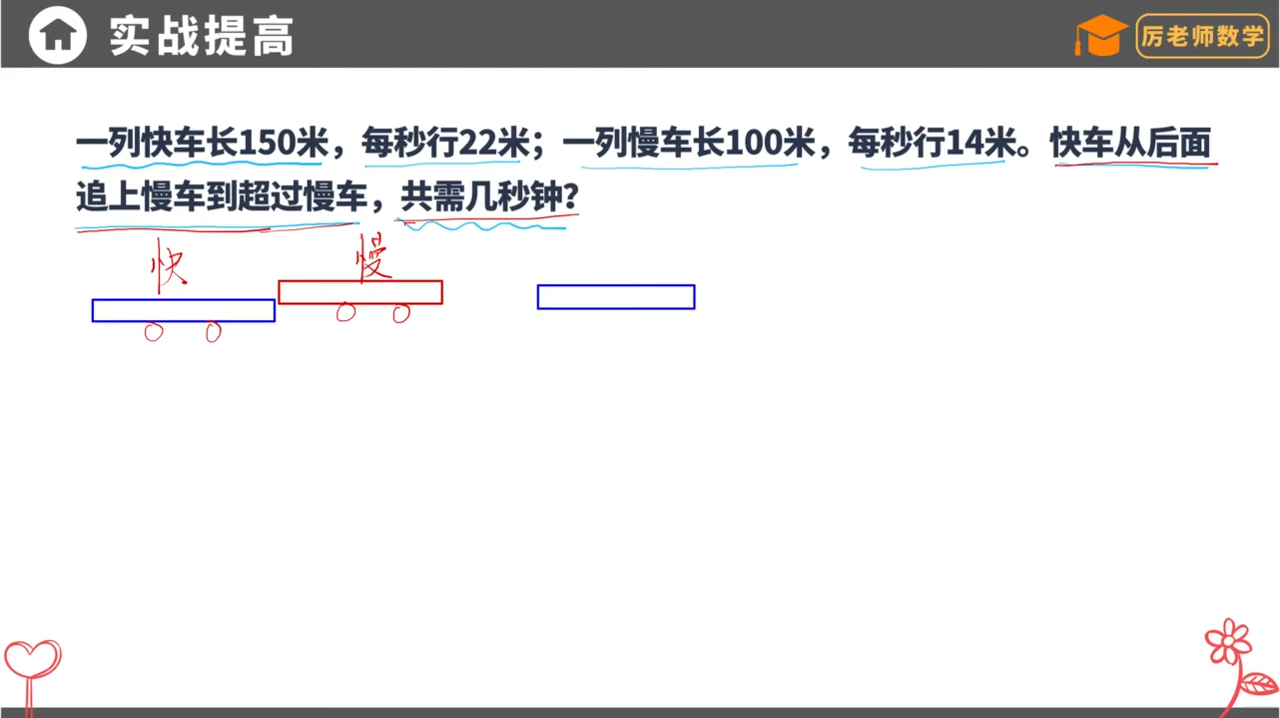 实战提高
厉老师数学
一列快车长150米，每秒行22米；一列慢车长100米，每秒行14米。快车从后面
追上慢车到超过慢车，共需几秒钟？
快 慢